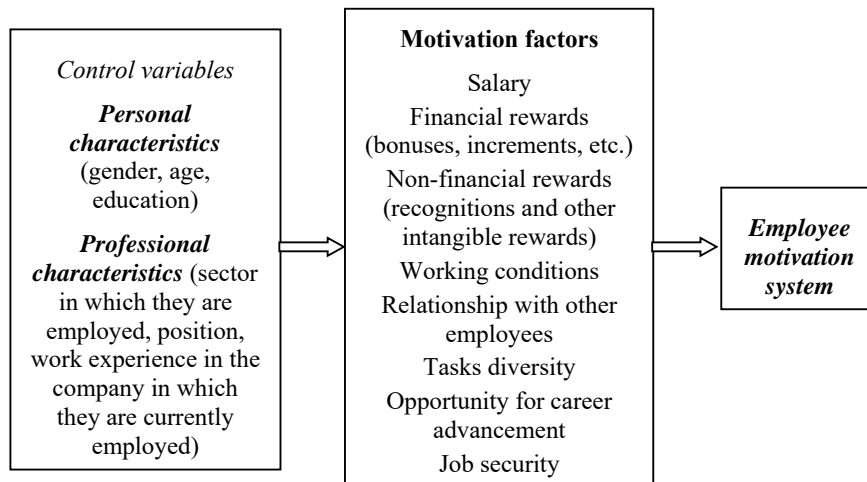 Control variables
Personal
characteristics
(gender, age,
education)
Professional
characteristics (sector
in which they are
employed, position,
work experience in the
company in which
they are currently
employed)
Motivation factors
Salary
Financial rewards
(bonuses, increments, etc.)
Non-financial rewards
(recognitions and other
intangible rewards)
Working conditions
Relationship with other
employees
Tasks diversity
Opportunity for career
advancement
Job security
Employee
motivation
system